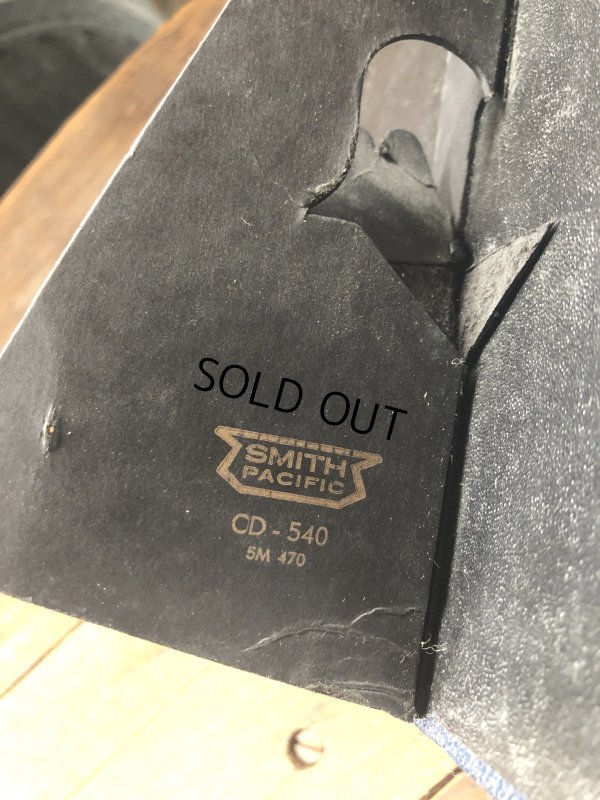 SOLD OUT
SMITH
PACIFIC
CD - 540
5M 470